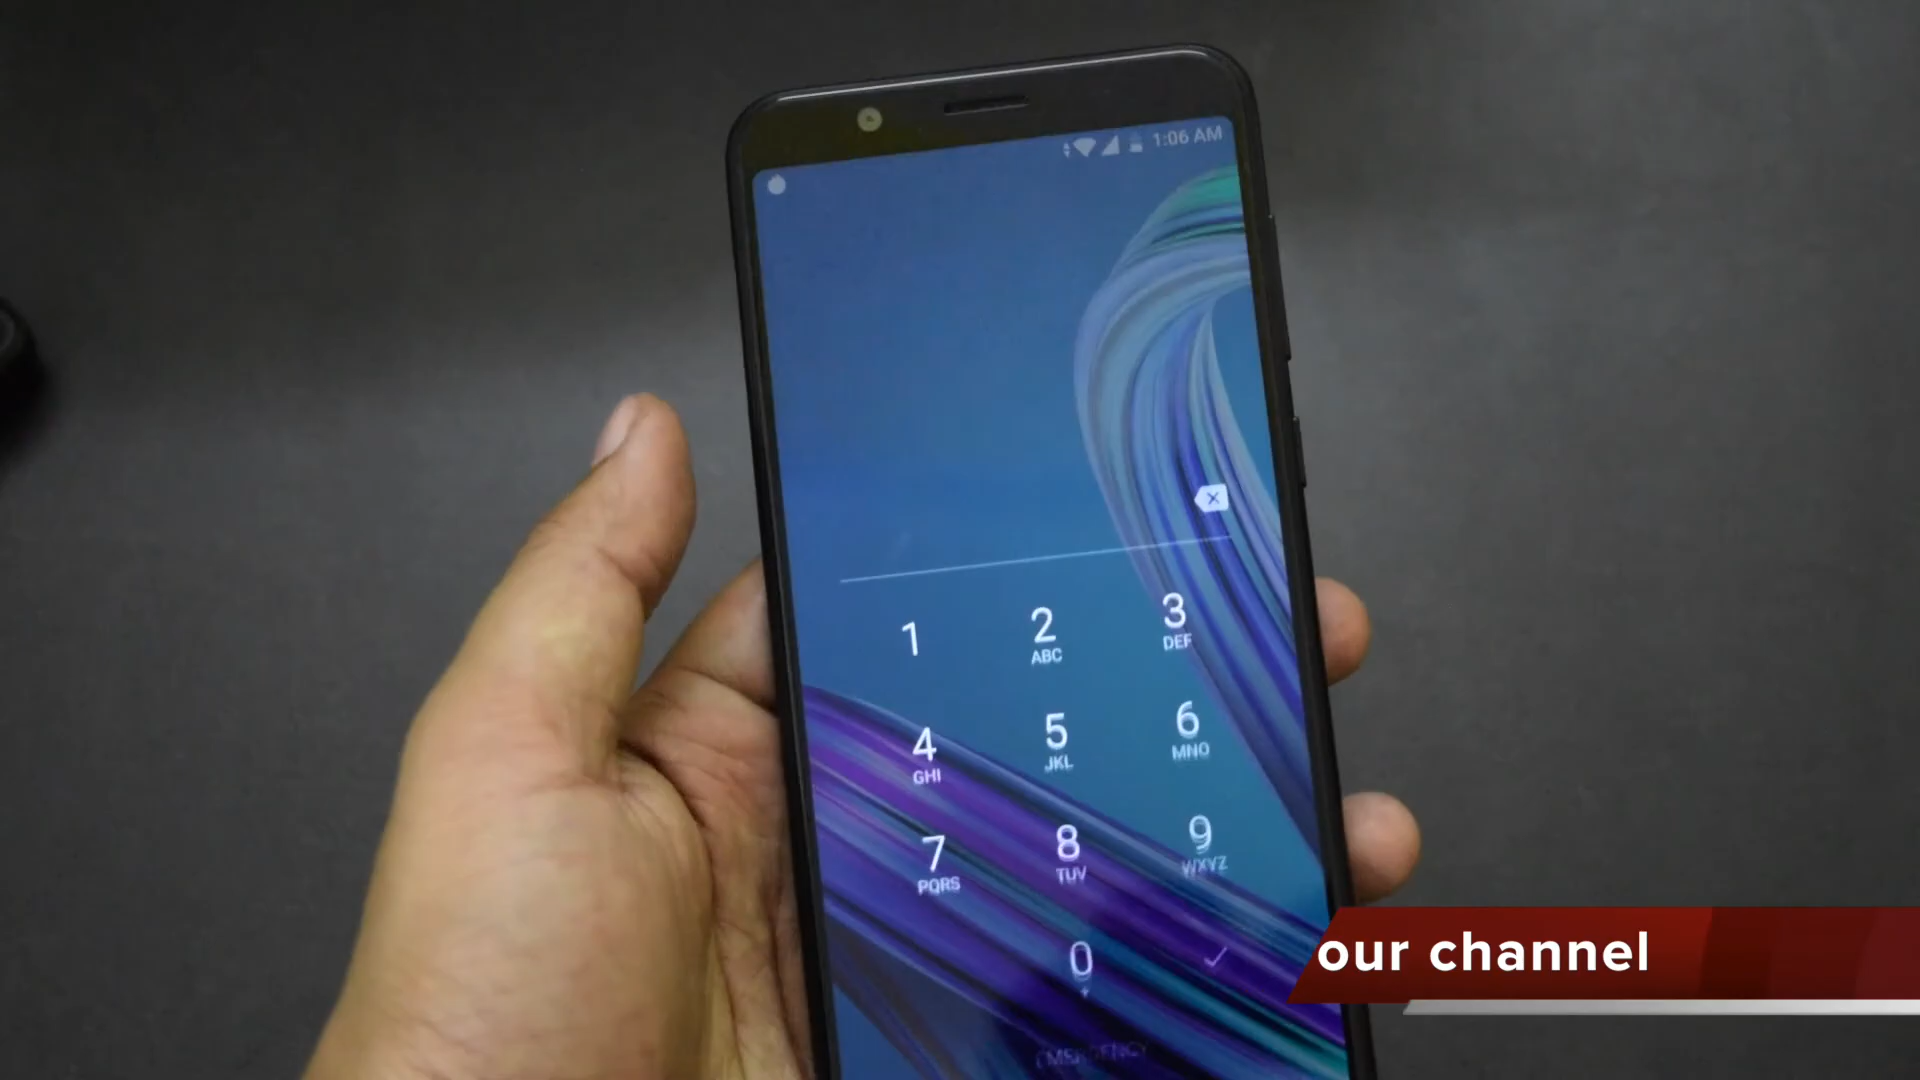 1:06 AM
1
2
ABC
3
DEF
4
GHI
5
JKL
6
MNO
7
PQRS
8
TUV
9
WXYZ
0
+
EMERGENCY
our channel